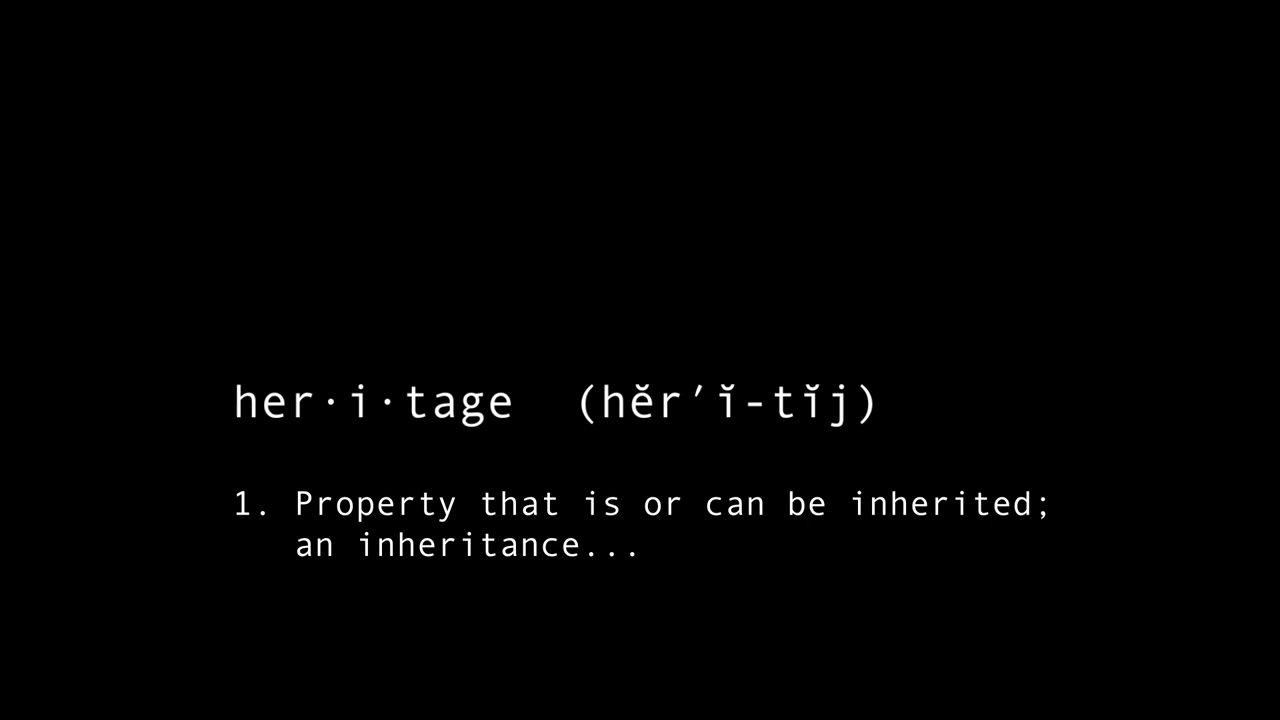 her·i·tage (hĕr′ĭ-tĭj)
1. Property that is or can be inherited;
an inheritance...